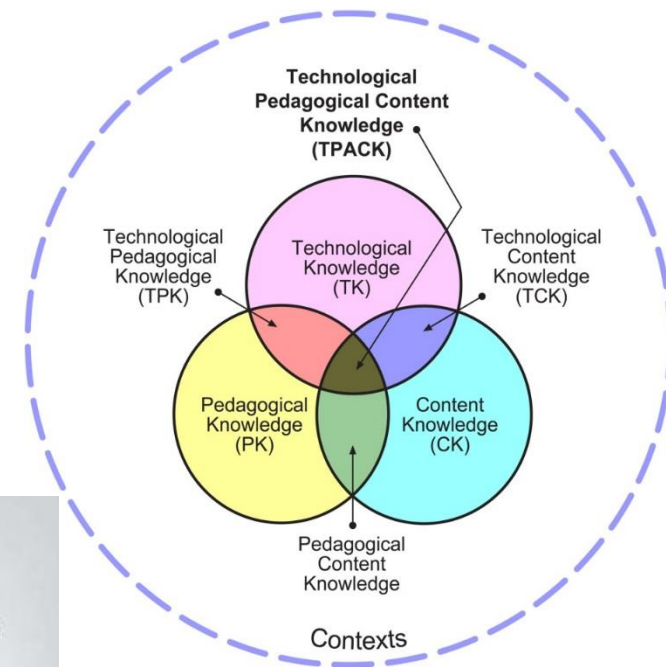 Technological
Pedagogical Content
Knowledge
(TPACK)
Technological
Pedagogical
Knowledge
(TPK)
Technological
Knowledge
(TK)
Technological
Content
Knowledge
(TCK)
Pedagogical
Knowledge
(PK)
Content
Knowledge
(CK)
Pedagogical
Content
Knowledge
Contexts